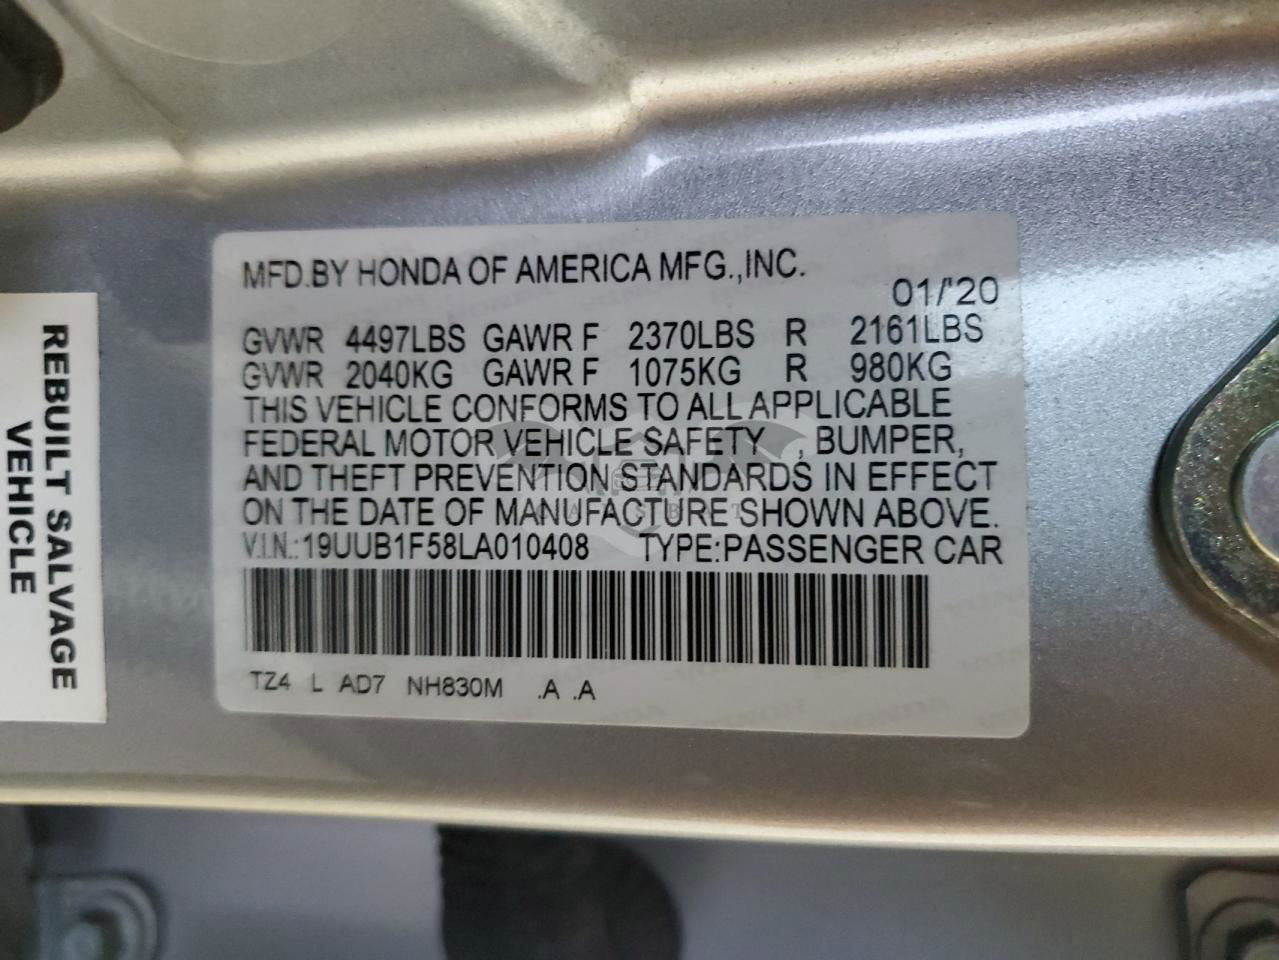 MFD.BY HONDA OF AMERICA MFG.,INC.
01/'20
GVWR 4497LBS GAWR F 2370LBS R 2161LBS
GVWR 2040KG GAWR F 1075KG R 980KG
THIS VEHICLE CONFORMS TO ALL APPLICABLE
FEDERAL MOTOR VEHICLE SAFETY , BUMPER,
AND THEFT PREVENTION STANDARDS IN EFFECT
ON THE DATE OF MANUFACTURE SHOWN ABOVE.
V.I.N.:19UUB1F58LA010408 TYPE:PASSENGER CAR
TZ4 L AD7 NH830M .A .A
REBUILT SALVAGE
VEHICLE